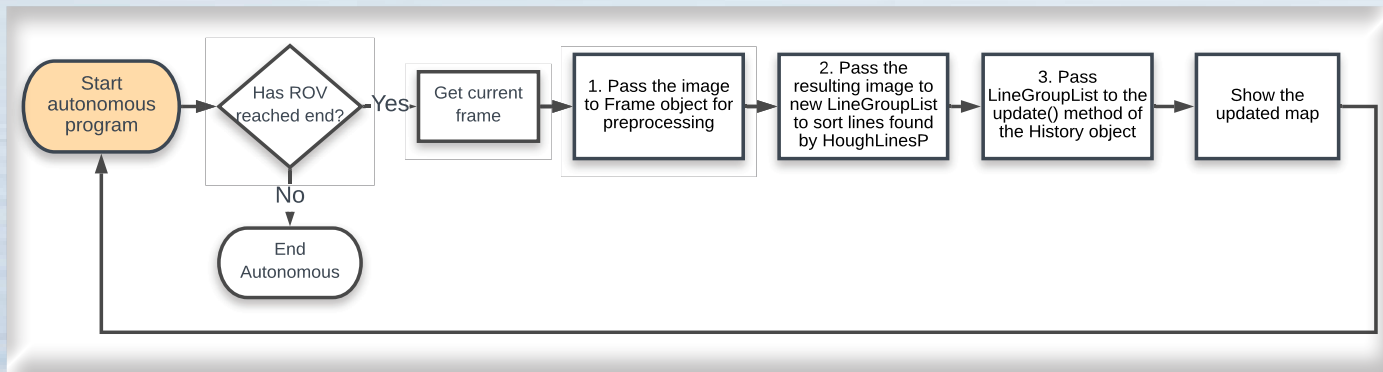 Start
autonomous
program
Has ROV
reached end?
Yes
No
End
Autonomous
Get current
frame
1. Pass the image
to Frame object for
preprocessing
2. Pass the
resulting image to
new LineGroupList
to sort lines found
by HoughLinesP
3. Pass
LineGroupList to the
update() method of
the History object
Show the
updated map